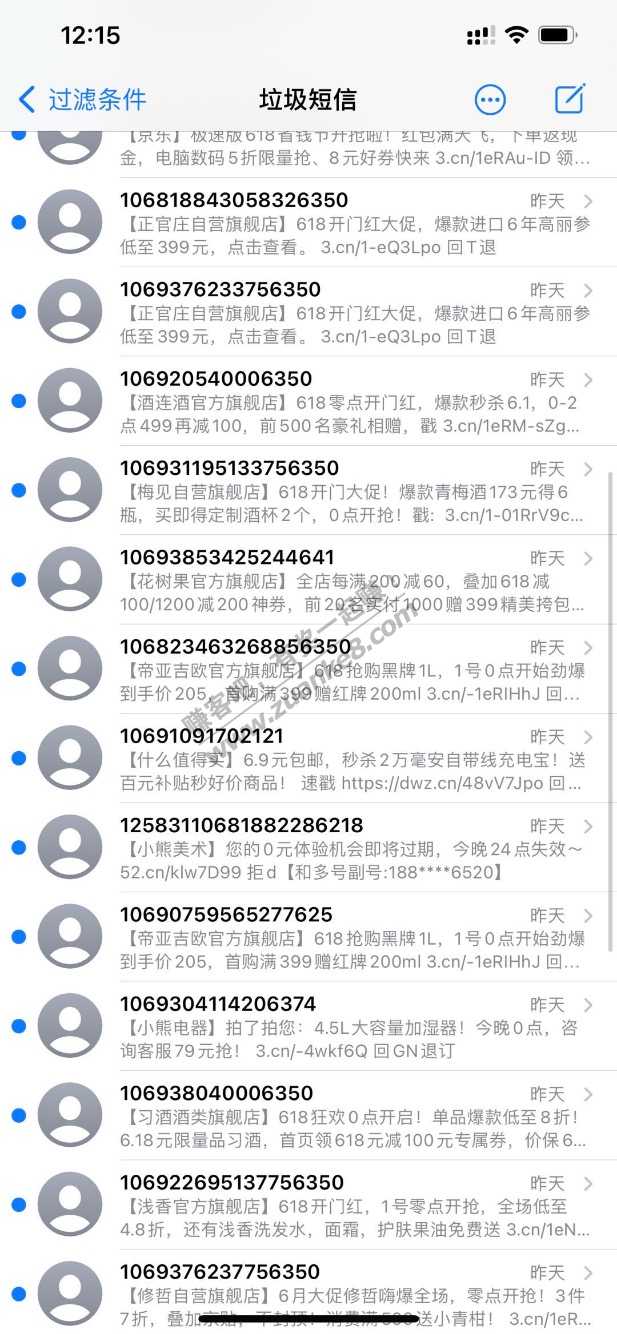 12:15
过滤条件
垃圾短信
【京东】极速版618省钱节开抢啦！红包满天飞，下单返现
金，电脑数码5折限量抢、8元好券快来 3.cn/1eRAu-ID 领...
106818843058326350 昨天
【正官庄自营旗舰店】618开门红大促，爆款进口6年高丽参
低至399元，点击查看。 3.cn/1-eQ3Lpo 回T退
1069376233756350 昨天
【正官庄自营旗舰店】618开门红大促，爆款进口6年高丽参
低至399元，点击查看。 3.cn/1-eQ3Lpo 回T退
106920540006350 昨天
【酒连酒官方旗舰店】618零点开门红，爆款秒杀6.1，0-2
点499再减100，前500名豪礼相赠，戳 3.cn/1eRM-sZg...
106931195133756350 昨天
【梅见自营旗舰店】618开门大促！爆款青梅酒173元得6
瓶，买即得定制酒杯2个，0点开抢！戳：3.cn/1-01RrV9c...
10693853425244641 昨天
【花树果官方旗舰店】全店每满200减60，叠加618减
100/1200减200神券，前20名实付1000赠399精美挎包...
106823463268856350 昨天
【帝亚吉欧官方旗舰店】618抢购黑牌1L，1号0点开始劲爆
到手价205，首购满399赠红牌200ml 3.cn/-1eRIHhJ 回...
10691091702121 昨天
【什么值得买】6.9元包邮，秒杀2万毫安自带线充电宝！送
百元补贴秒好价商品！ 速戳 https://dwz.cn/48vV7Jpo 回...
12583110681882286218 昨天
【小熊美术】您的0元体验机会即将过期，今晚24点失效～
52.cn/klw7D99 拒d【和多号副号:188****6520】
10690759565277625 昨天
【帝亚吉欧官方旗舰店】618抢购黑牌1L，1号0点开始劲爆
到手价205，首购满399赠红牌200ml 3.cn/-1eRIHhJ 回...
1069304114206374 昨天
【小熊电器】拍了拍您：4.5L大容量加湿器！今晚0点，咨
询客服79元抢！ 3.cn/-4wkf6Q 回GN退订
106938040006350 昨天
【习酒酒类旗舰店】618狂欢0点开启！单品爆款低至8折！
6.18元限量品习酒，首页领618元减100元专属券，价保6...
106922695137756350 昨天
【浅香官方旗舰店】618开门红，1号零点开抢，全场低至
4.8折，还有浅香洗发水，面霜，护肤果油免费送 3.cn/1eN...
1069376237756350 昨天
【修哲自营旗舰店】6月大促修哲嗨爆全场，零点开抢！3件
7折，叠加京贴，不封顶！消费满599送小青柑！ 3.cn/1eR...
赚客吧，有奖一起赚！
www.zuanke8.com